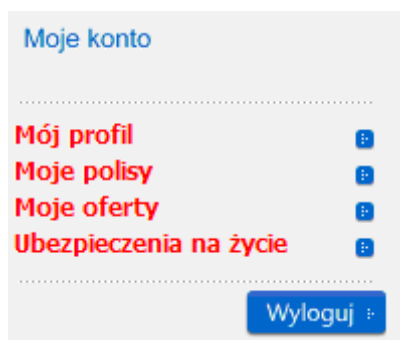 Moje konto
Mój profil
Moje polisy
Moje oferty
Ubezpieczenia na życie
Wyloguj